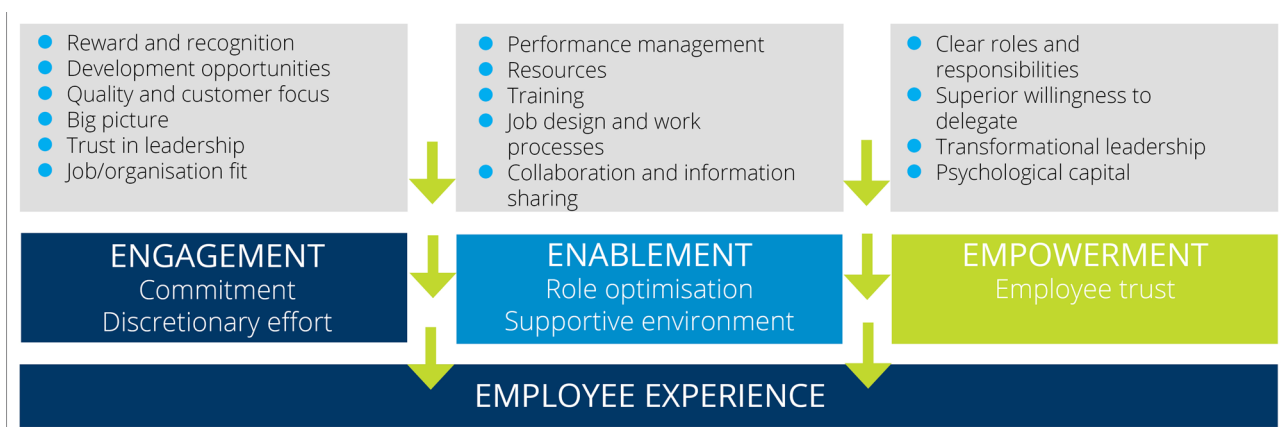 Reward and recognition
Development opportunities
Quality and customer focus
Big picture
Trust in leadership
Job/organisation fit
Performance management
Resources
Training
Job design and work
processes
Collaboration and information
sharing
Clear roles and
responsibilities
Superior willingness to
delegate
Transformational leadership
Psychological capital
ENGAGEMENT
Commitment
Discretionary effort
ENABLEMENT
Role optimisation
Supportive environment
EMPOWERMENT
Employee trust
EMPLOYEE EXPERIENCE